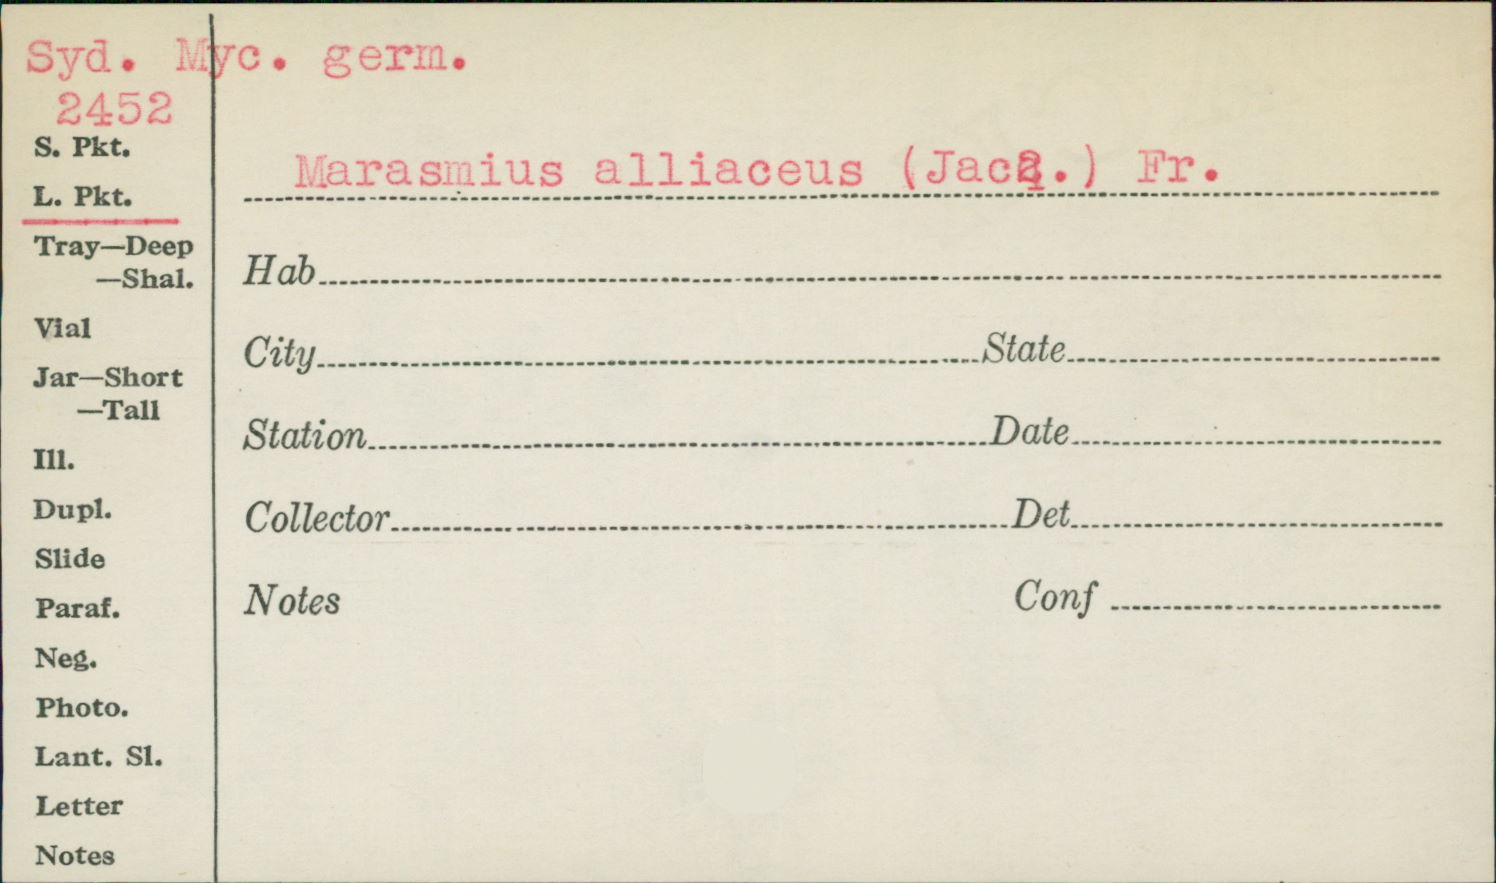 Syd. Myc. germ.
2452
S. Pkt.
L. Pkt.
Tray—Deep
—Shal.
Vial
Jar—Short
—Tall
Ill.
Dupl.
Slide
Paraf.
Neg.
Photo.
Lant. Sl.
Letter
Notes
Marasmius alliaceus (Jacq.) Fr.
Hab
City State
Station Date
Collector Det
Notes Conf